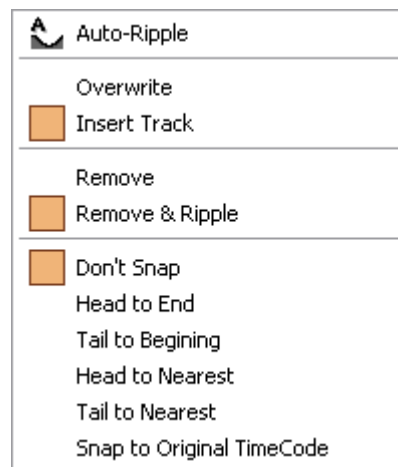 A
Auto-Ripple
Overwrite
Insert Track
Remove
Remove & Ripple
Don't Snap
Head to End
Tail to Begining
Head to Nearest
Tail to Nearest
Snap to Original TimeCode